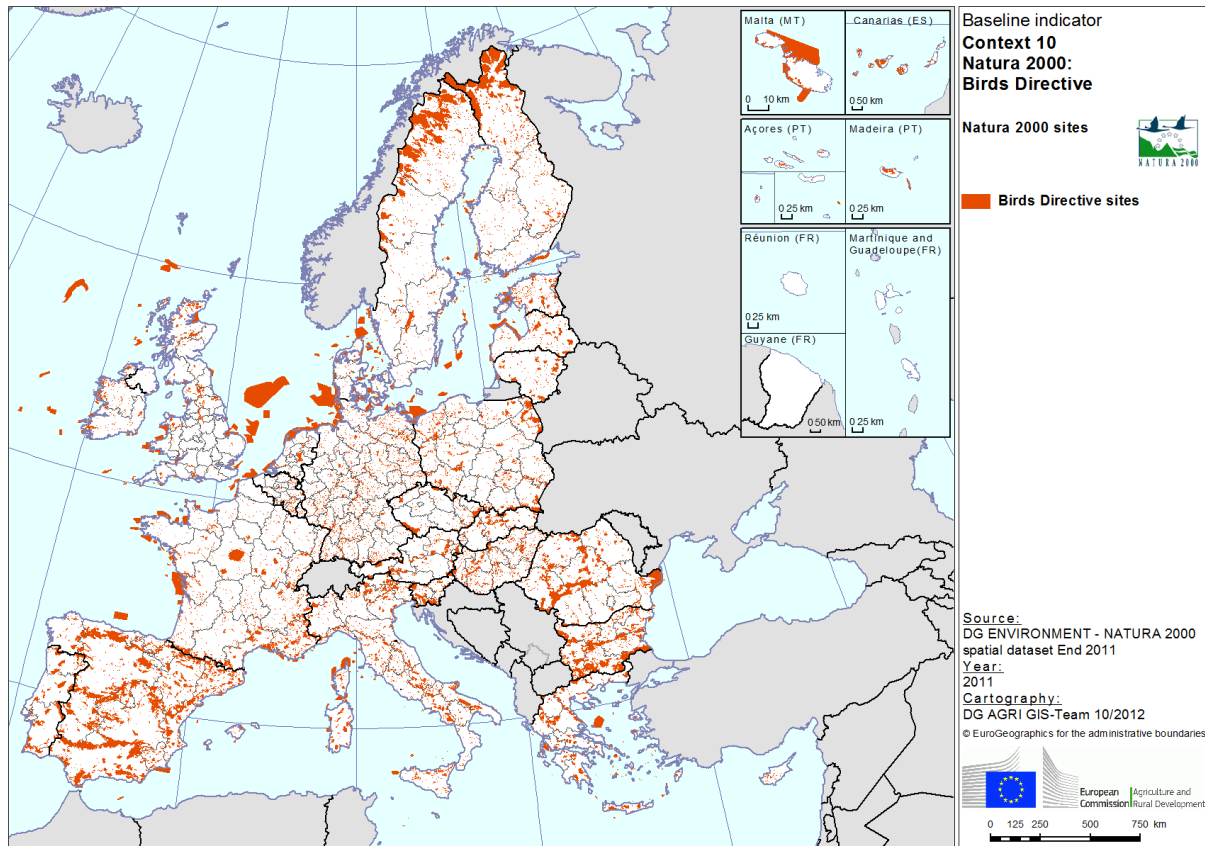 Malta (MT)
0 10 km
Canarias (ES)
0 50 km
Açores (PT)
0 25 km
Madeira (PT)
0 25 km
Réunion (FR)
0 25 km
Martinique and
Guadeloupe(FR)
0 25 km
Guyane (FR)
0 50 km
Baseline indicator
Context 10
Natura 2000:
Birds Directive
Natura 2000 sites
NATURA 2000
Birds Directive sites
Source:
DG ENVIRONMENT - NATURA 2000
spatial dataset End 2011
Year:
2011
Cartography:
DG AGRI GIS-Team 10/2012
© EuroGeographics for the administrative boundaries
European
Commission
Agriculture and
Rural Development
0 125 250 500 750 km